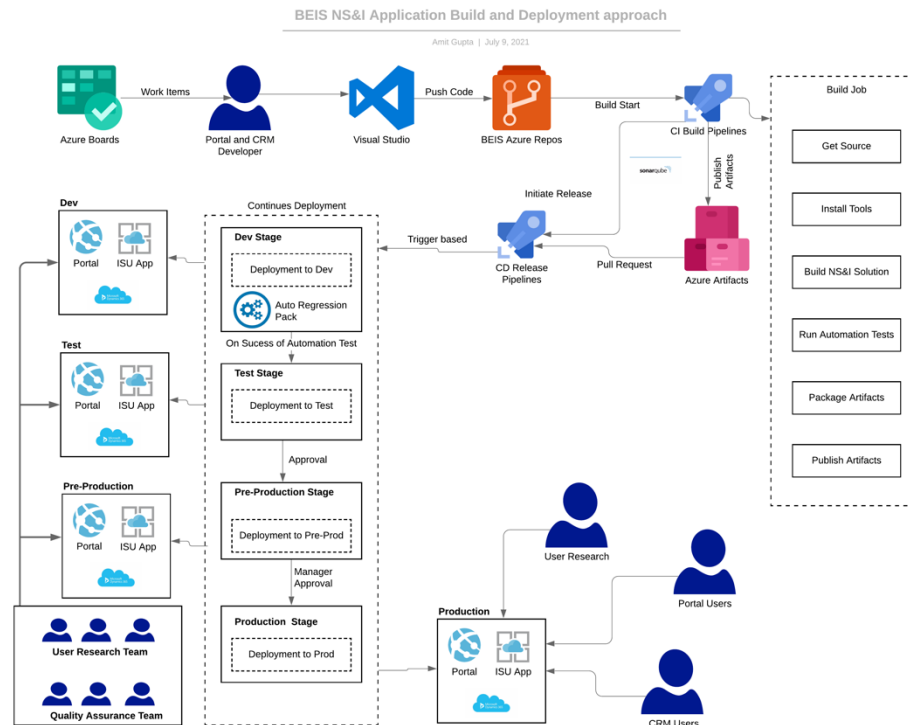 BEIS NS&I Application Build and Deployment approach
Amit Gupta | July 9, 2021
Work Items
Push Code
Build Start
Azure Boards
Portal and CRM
Developer
Visual Studio
BEIS Azure Repos
CI Build Pipelines
Build Job
Get Source
Install Tools
Build NS&I Solution
Run Automation Tests
Package Artifacts
Publish Artifacts
sonarqube
Publish
Artifacts
Initiate Release
Trigger based
CD Release
Pipelines
Pull Request
Azure Artifacts
Continues Deployment
Dev Stage
Deployment to Dev
Auto Regression
Pack
On Sucess of Automation Test
Test Stage
Deployment to Test
Approval
Pre-Production Stage
Deployment to Pre-Prod
Manager
Approval
Production Stage
Deployment to Prod
Dev
Portal
ISU App
Test
Portal
ISU App
Pre-Production
Portal
ISU App
User Research Team
Quality Assurance Team
Production
Portal
ISU App
User Research
Portal Users
CRM Users